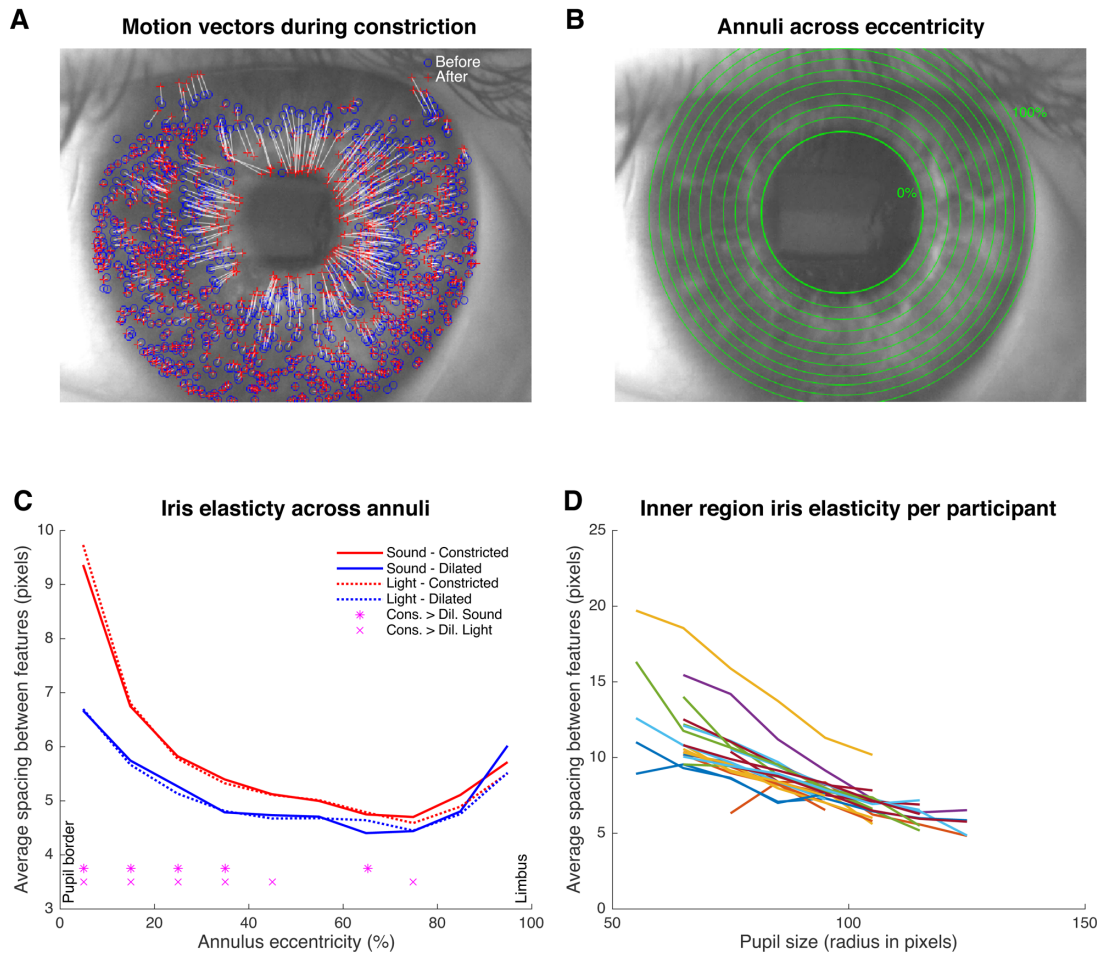 A
Motion vectors during constriction
Before
After
B
Annuli across eccentricity
100%
0%
C
Iris elasticty across annuli
10
9
8
7
6
5
4
3
0
20
40
60
80
100
Average spacing between features (pixels)
Annulus eccentricity (%)
Pupil border
Limbus
Sound - Constricted
Sound - Dilated
Light - Constricted
Light - Dilated
Cons. > Dil. Sound
Cons. > Dil. Light
D
Inner region iris elasticity per participant
25
20
15
10
5
0
50
100
150
Average spacing between features (pixels)
Pupil size (radius in pixels)